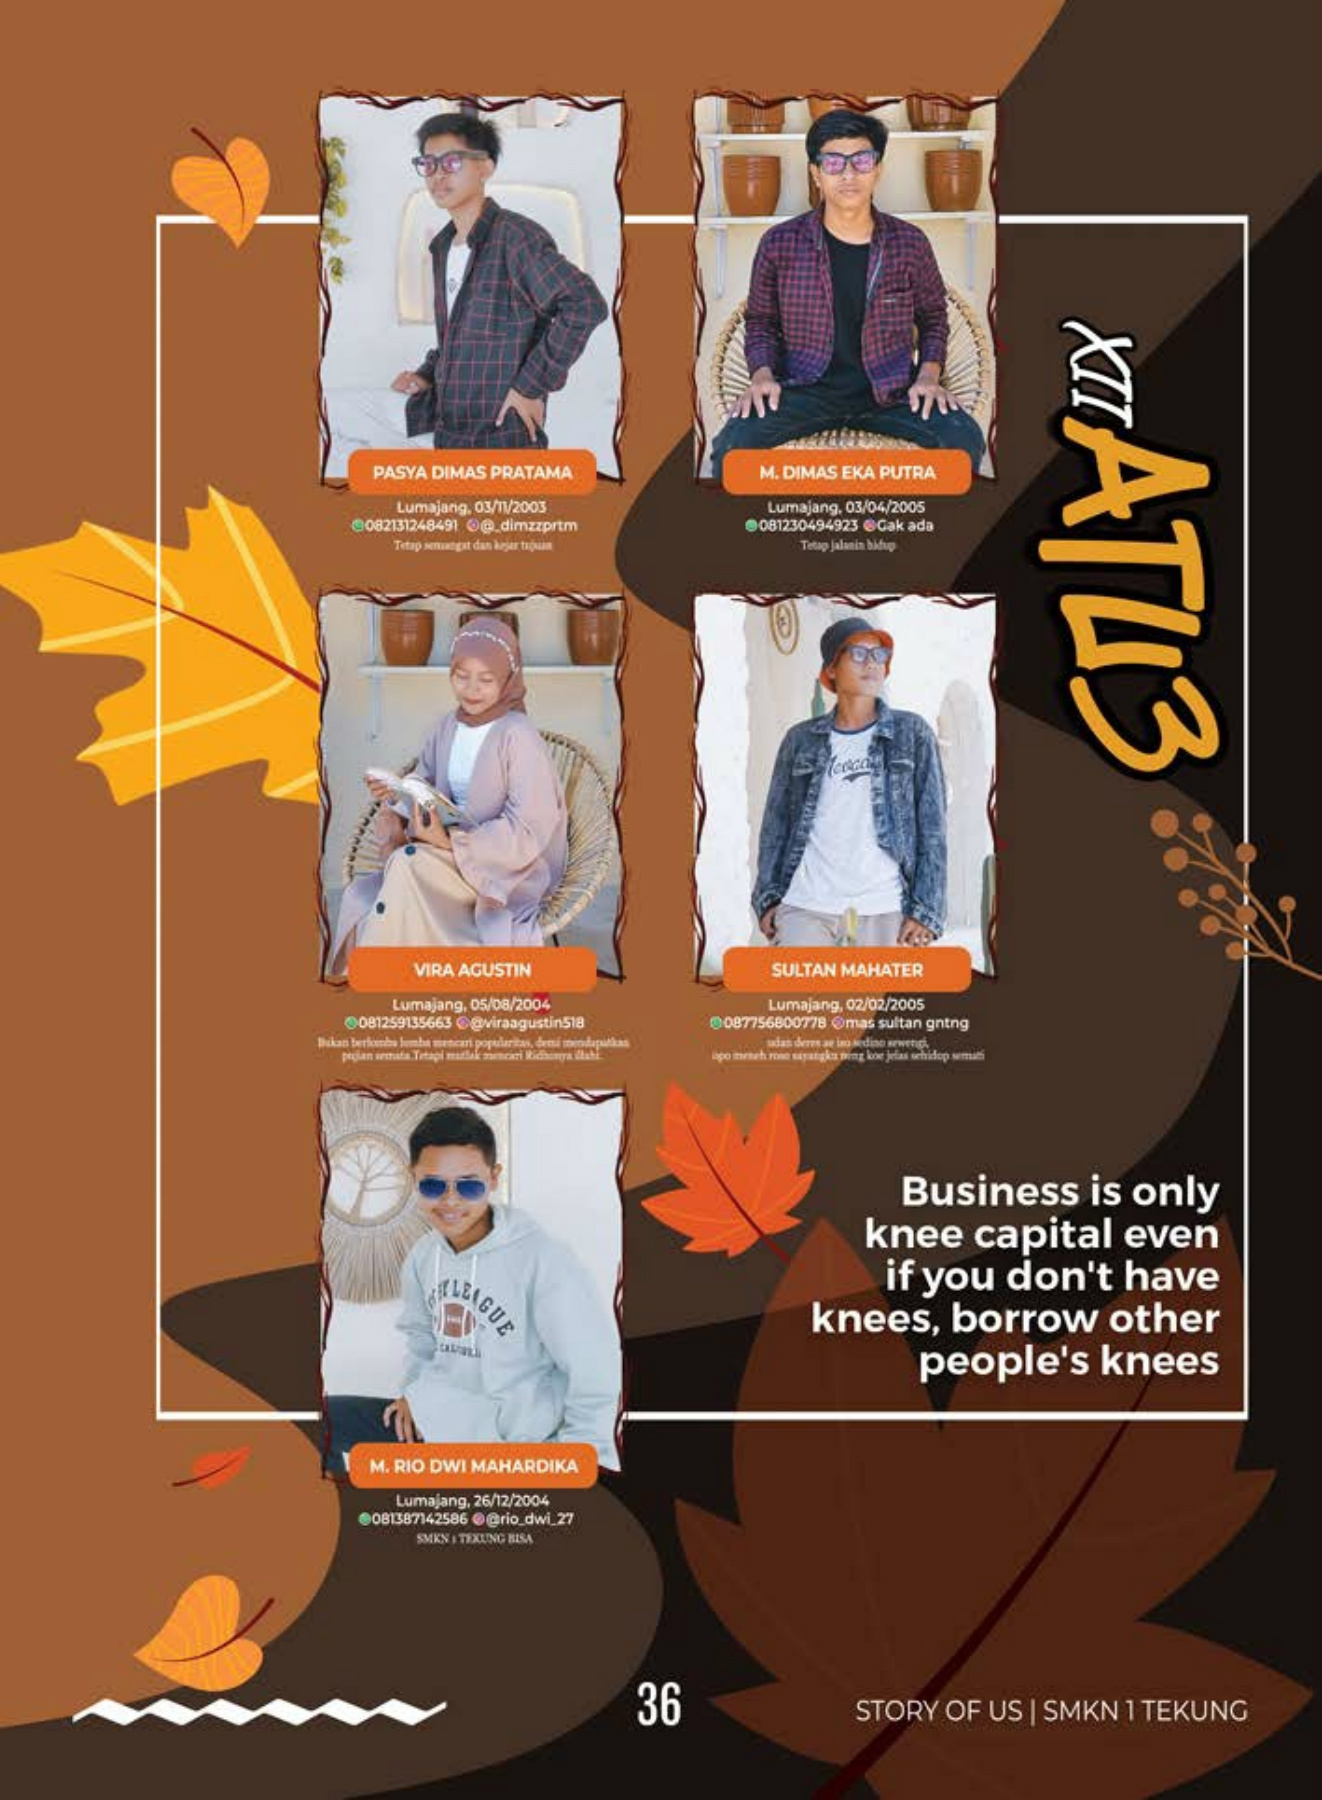 XII ATU 3
PASYA DIMAS PRATAMA
Lumajang, 03/11/2003
082131248491 @_dimzzprtm
Tetap semangat dan kejar tujuan
M. DIMAS EKA PUTRA
Lumajang, 03/04/2005
081230494923 Gak ada
Tetap jalanin hidup
VIRA AGUSTIN
Lumajang, 05/08/2004
081259135663 @viraagustin518
Bukan berlomba lomba mencari popularitas, demi mendapatkan
pujian semata.Tetapi mutlak mencari Ridhonya illahi.
SULTAN MAHATER
Lumajang, 02/02/2005
087756800778 mas sultan gntng
udan deres ae iso sedino sewengi,
opo meneh roso sayangku neng koe jelas sehidop semati
M. RIO DWI MAHARDIKA
Lumajang, 26/12/2004
081387142586 @rio_dwi_27
SMKN 1 TEKUNG BISA
LEAGUE
Business is only
knee capital even
if you don't have
knees, borrow other
people's knees
36
STORY OF US | SMKN 1 TEKUNG